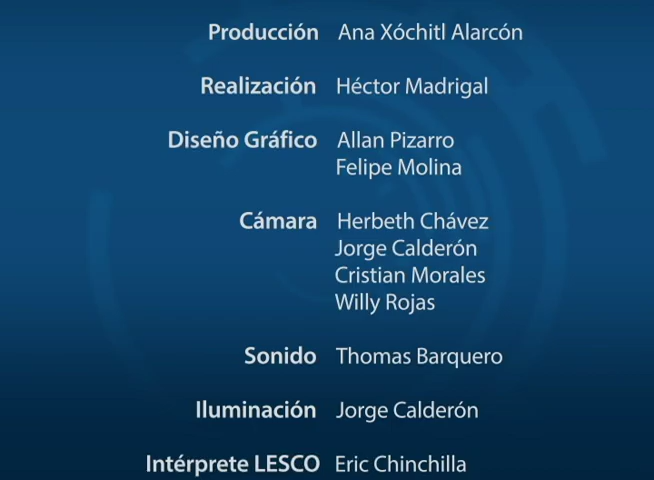 Producción Ana Xóchitl Alarcón
Realización Héctor Madrigal
Diseño Gráfico Allan Pizarro
Felipe Molina
Cámara Herbeth Chávez
Jorge Calderón
Cristian Morales
Willy Rojas
Sonido Thomas Barquero
Iluminación Jorge Calderón
Intérprete LESCO Eric Chinchilla